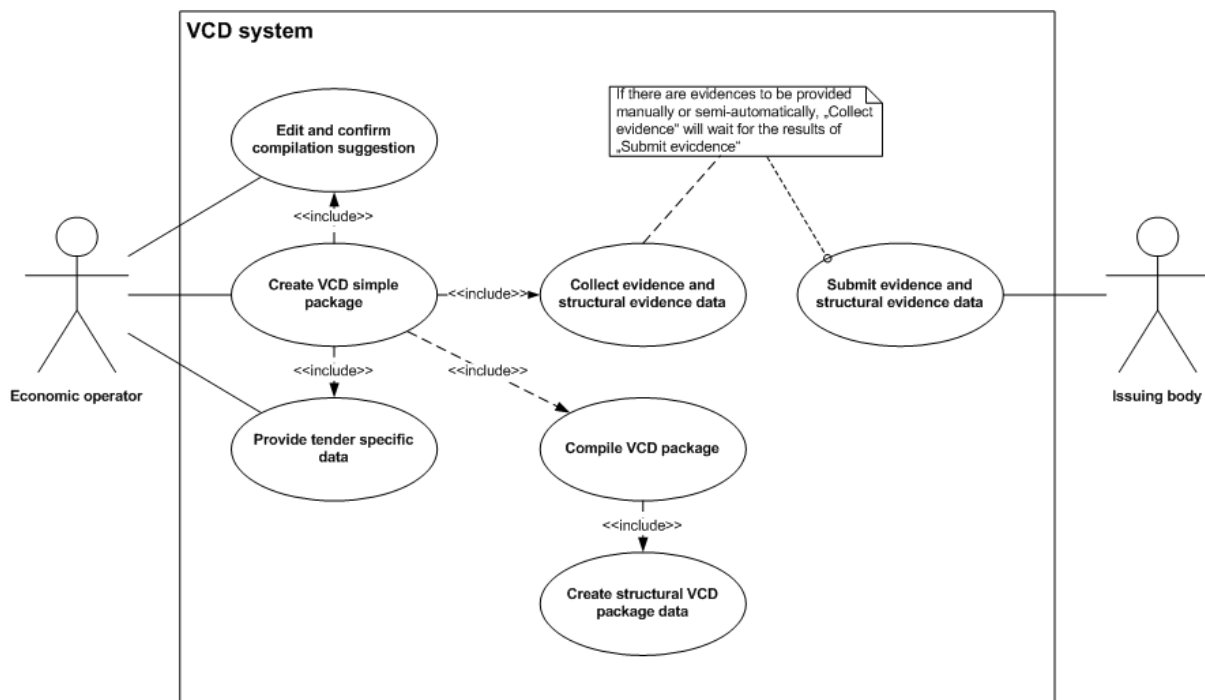 VCD system
If there are evidences to be provided
manually or semi-automatically, „Collect
evidence“ will wait for the results of
„Submit evicdence“
Edit and confirm
compilation suggestion
<<include>>
Create VCD simple
package
<<include>>
Collect evidence and
structural evidence data
Submit evidence and
structural evidence data
<<include>>
<<include>>
Economic operator
Issuing body
Provide tender specific
data
Compile VCD package
<<include>>
Create structural VCD
package data